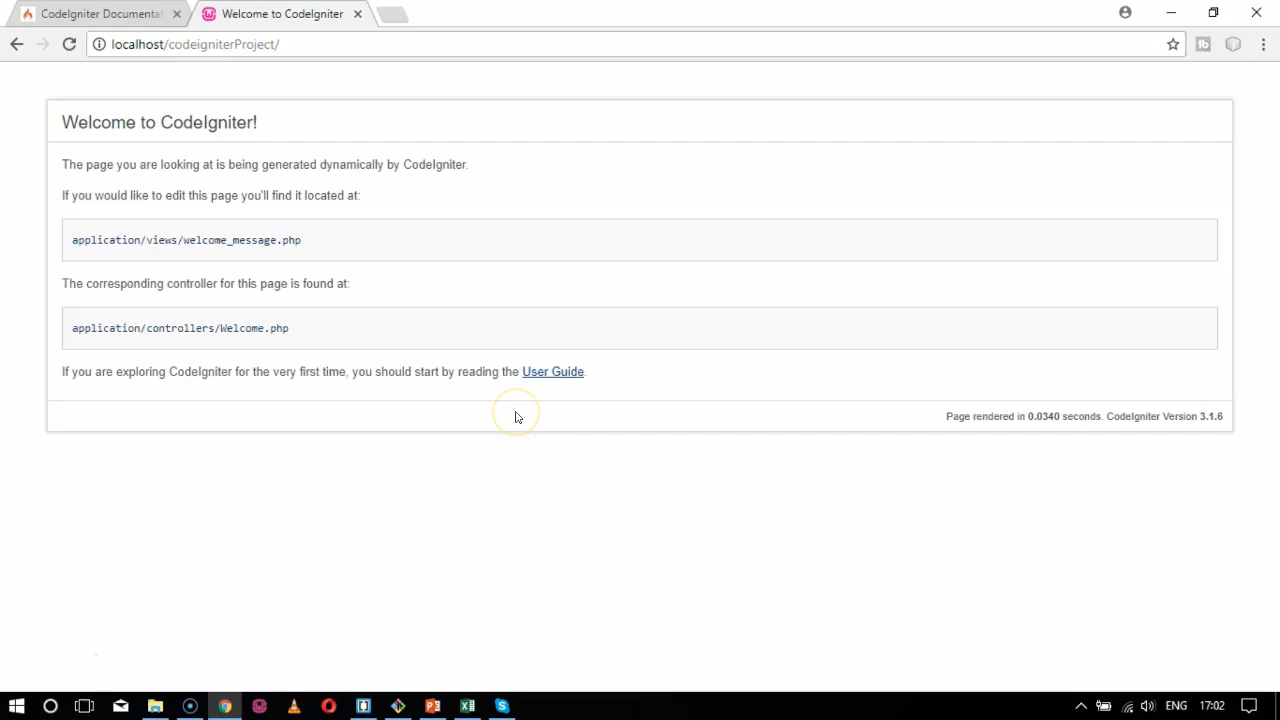 CodeIgniter Documentat
Welcome to CodeIgniter
localhost/codeigniterProject/
Welcome to CodeIgniter!
The page you are looking at is being generated dynamically by CodeIgniter.
If you would like to edit this page you'll find it located at:
application/views/welcome_message.php
The corresponding controller for this page is found at:
application/controllers/Welcome.php
If you are exploring CodeIgniter for the very first time, you should start by reading the User Guide.
Page rendered in 0.0340 seconds. CodeIgniter Version 3.1.6
ENG
17:02